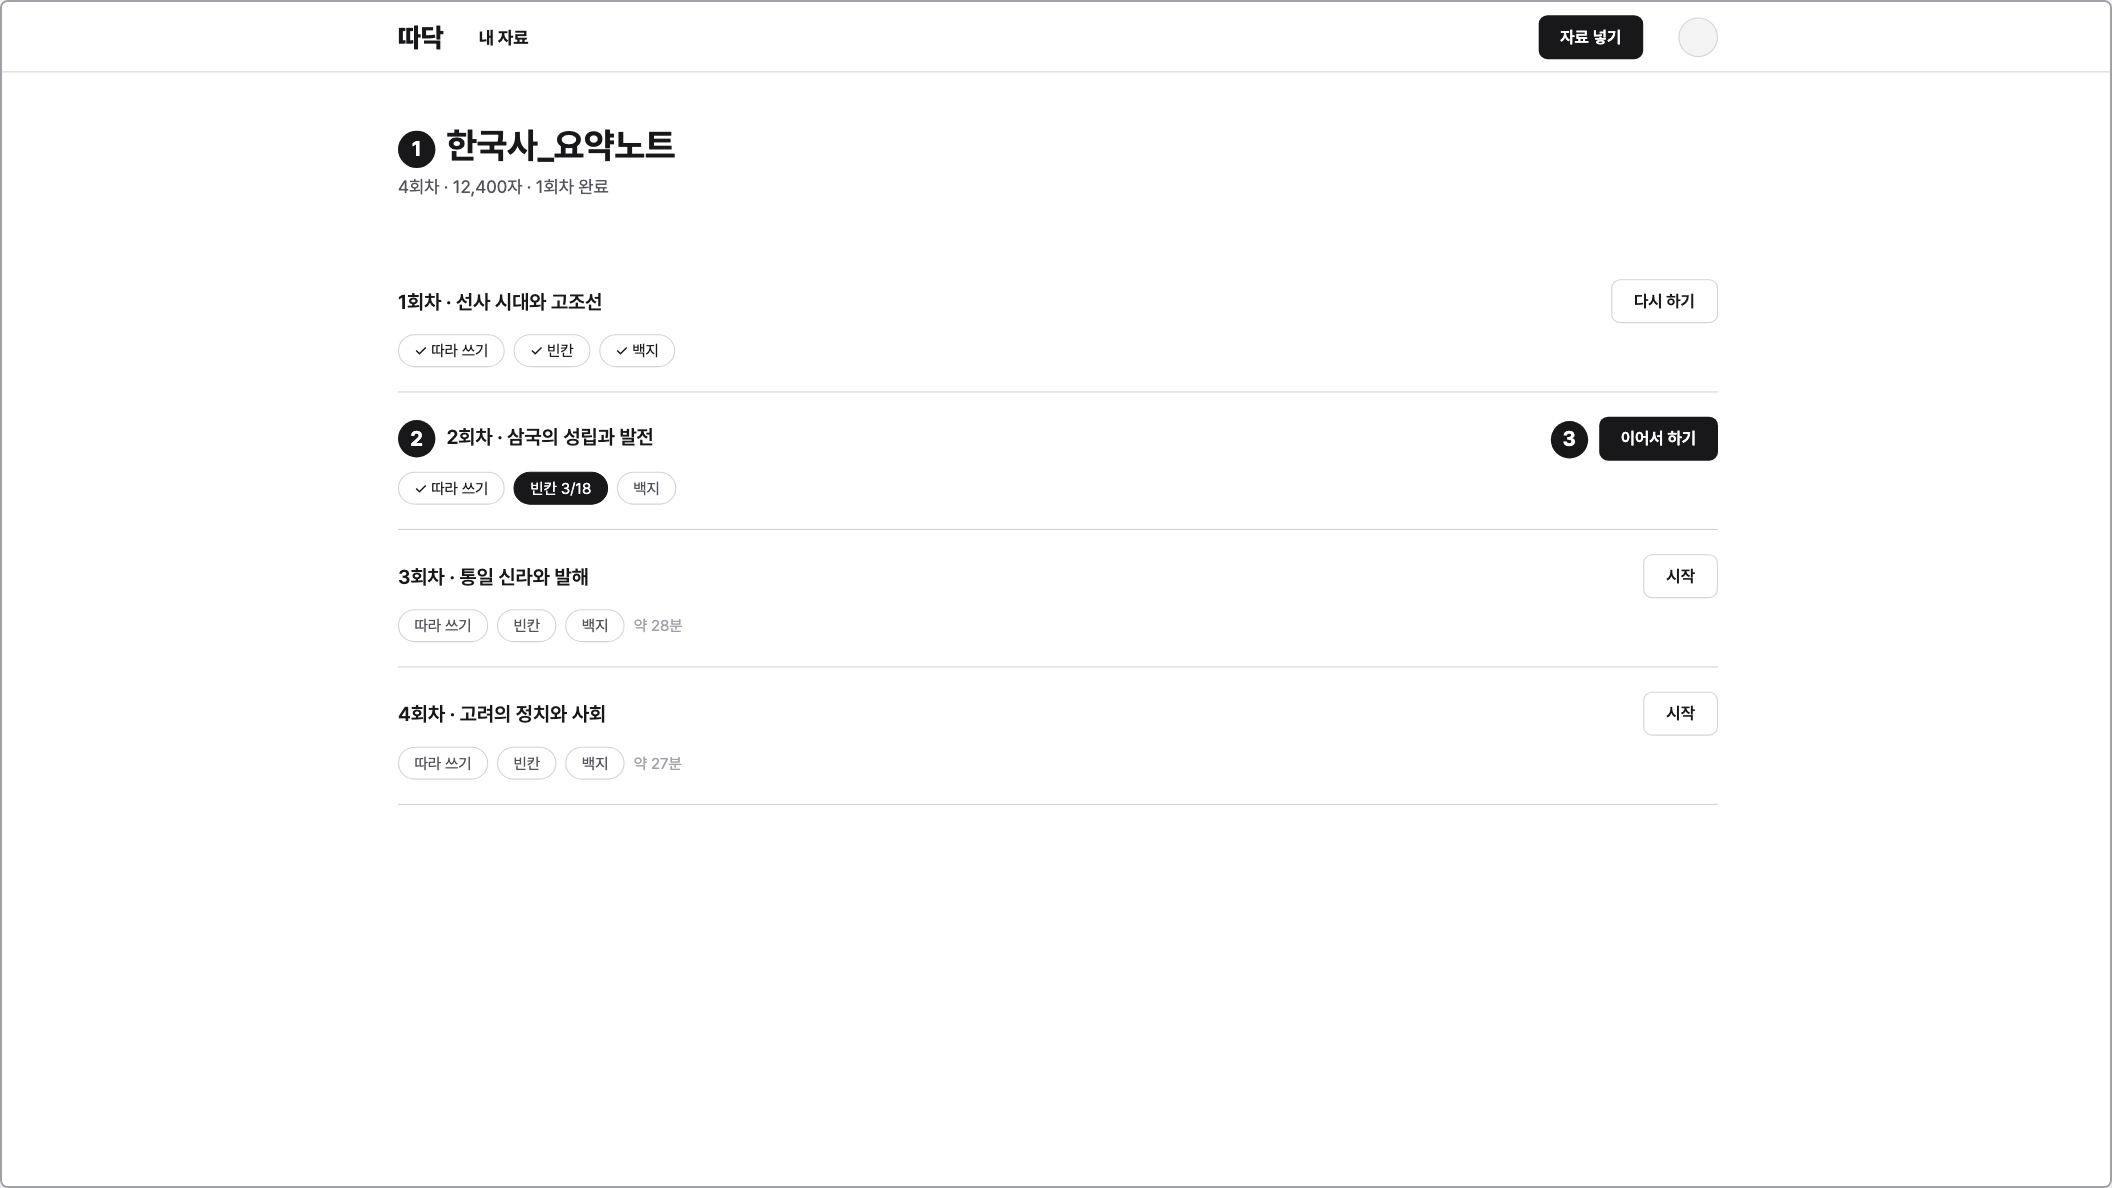 따닥 내 자료 자료 넣기
1 한국사_요약노트
4회차 · 12,400자 · 1회차 완료
1회차 · 선사 시대와 고조선 다시 하기
✓ 따라 쓰기 ✓ 빈칸 ✓ 백지
2 2회차 · 삼국의 성립과 발전 3 이어서 하기
✓ 따라 쓰기 빈칸 3/18 백지
3회차 · 통일 신라와 발해 시작
따라 쓰기 빈칸 백지 약 28분
4회차 · 고려의 정치와 사회 시작
따라 쓰기 빈칸 백지 약 27분